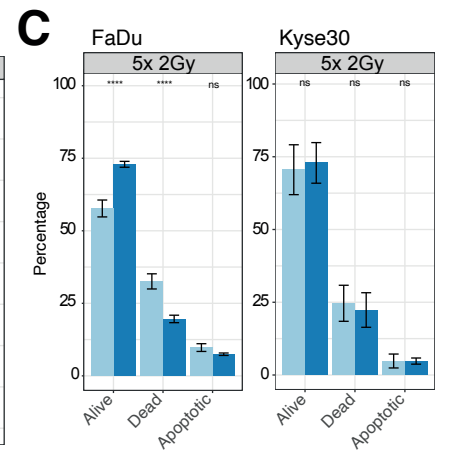 C
FaDu
Kyse30
5x 2Gy
5x 2Gy
Percentage
100
75
50
25
0
**** **** ns
Alive
Dead
Apoptotic
100
75
50
25
0
ns ns ns
Alive
Dead
Apoptotic